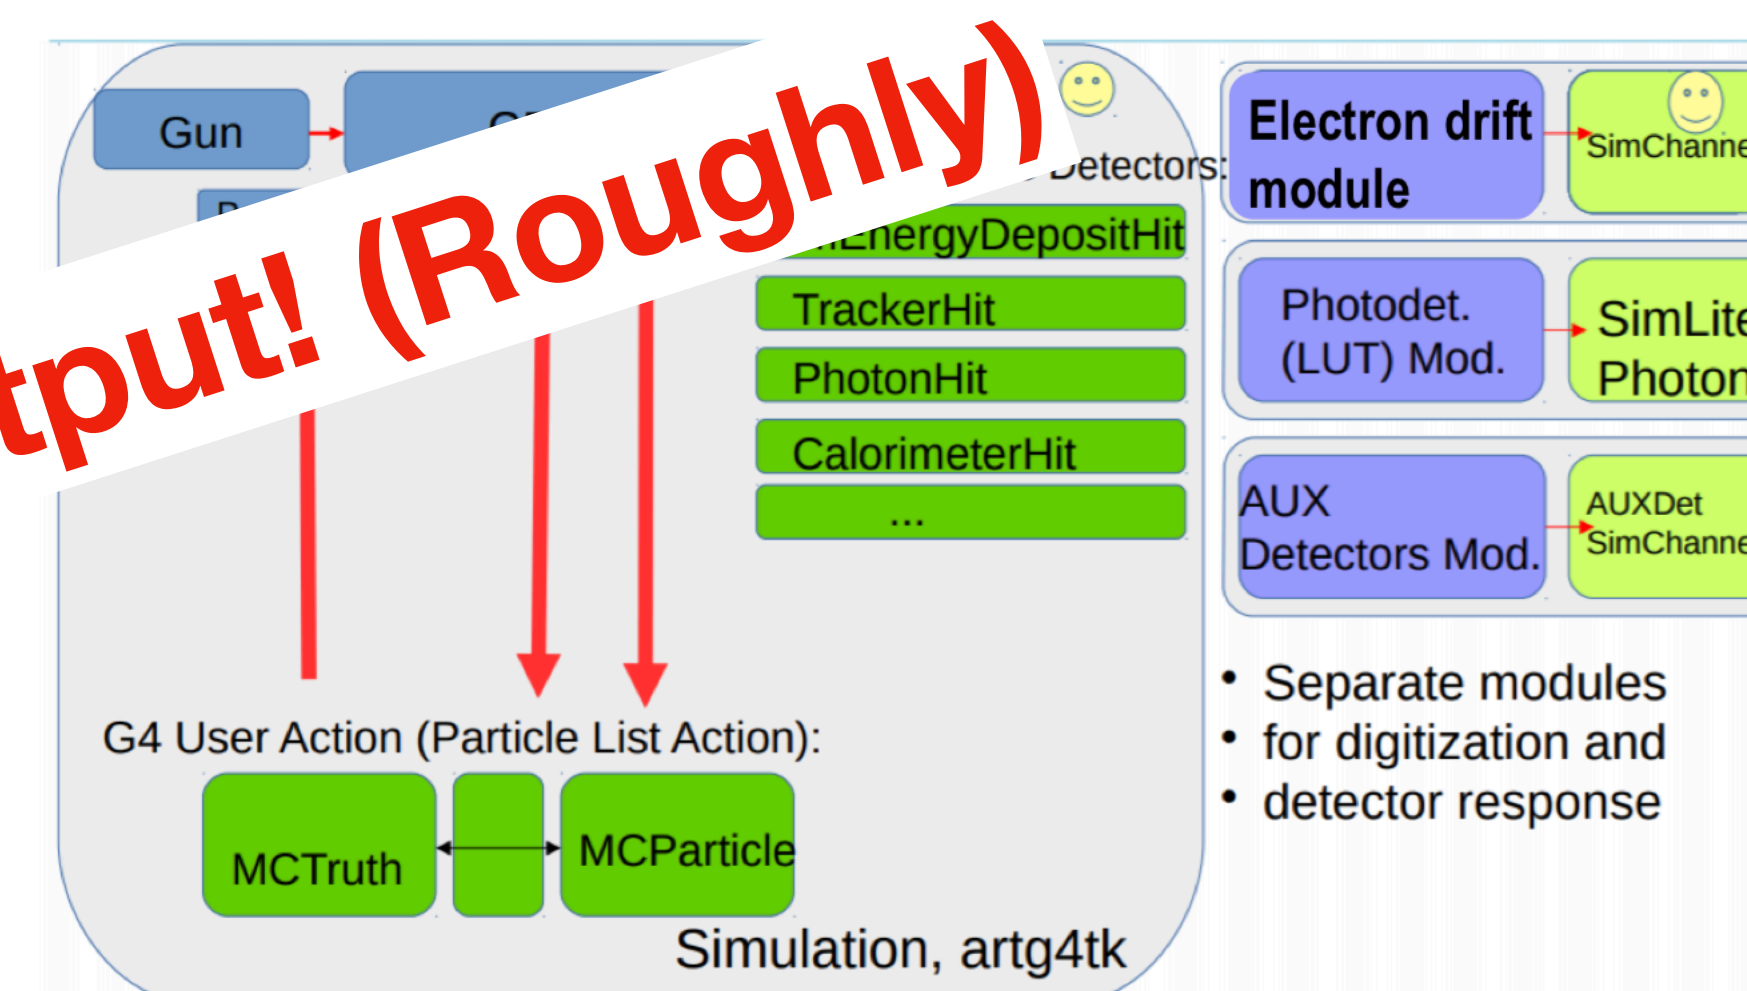 Gun
tput! (Roughly)
Detectors:
EnergyDepositHit
TrackerHit
PhotonHit
CalorimeterHit
...
G4 User Action (Particle List Action):
MCTruth
MCParticle
Simulation, artg4tk
Electron drift
module
SimChanne
Photodet.
(LUT) Mod.
SimLite
Photon
AUX
Detectors Mod.
AUXDet
SimChanne
• Separate modules
• for digitization and
• detector response